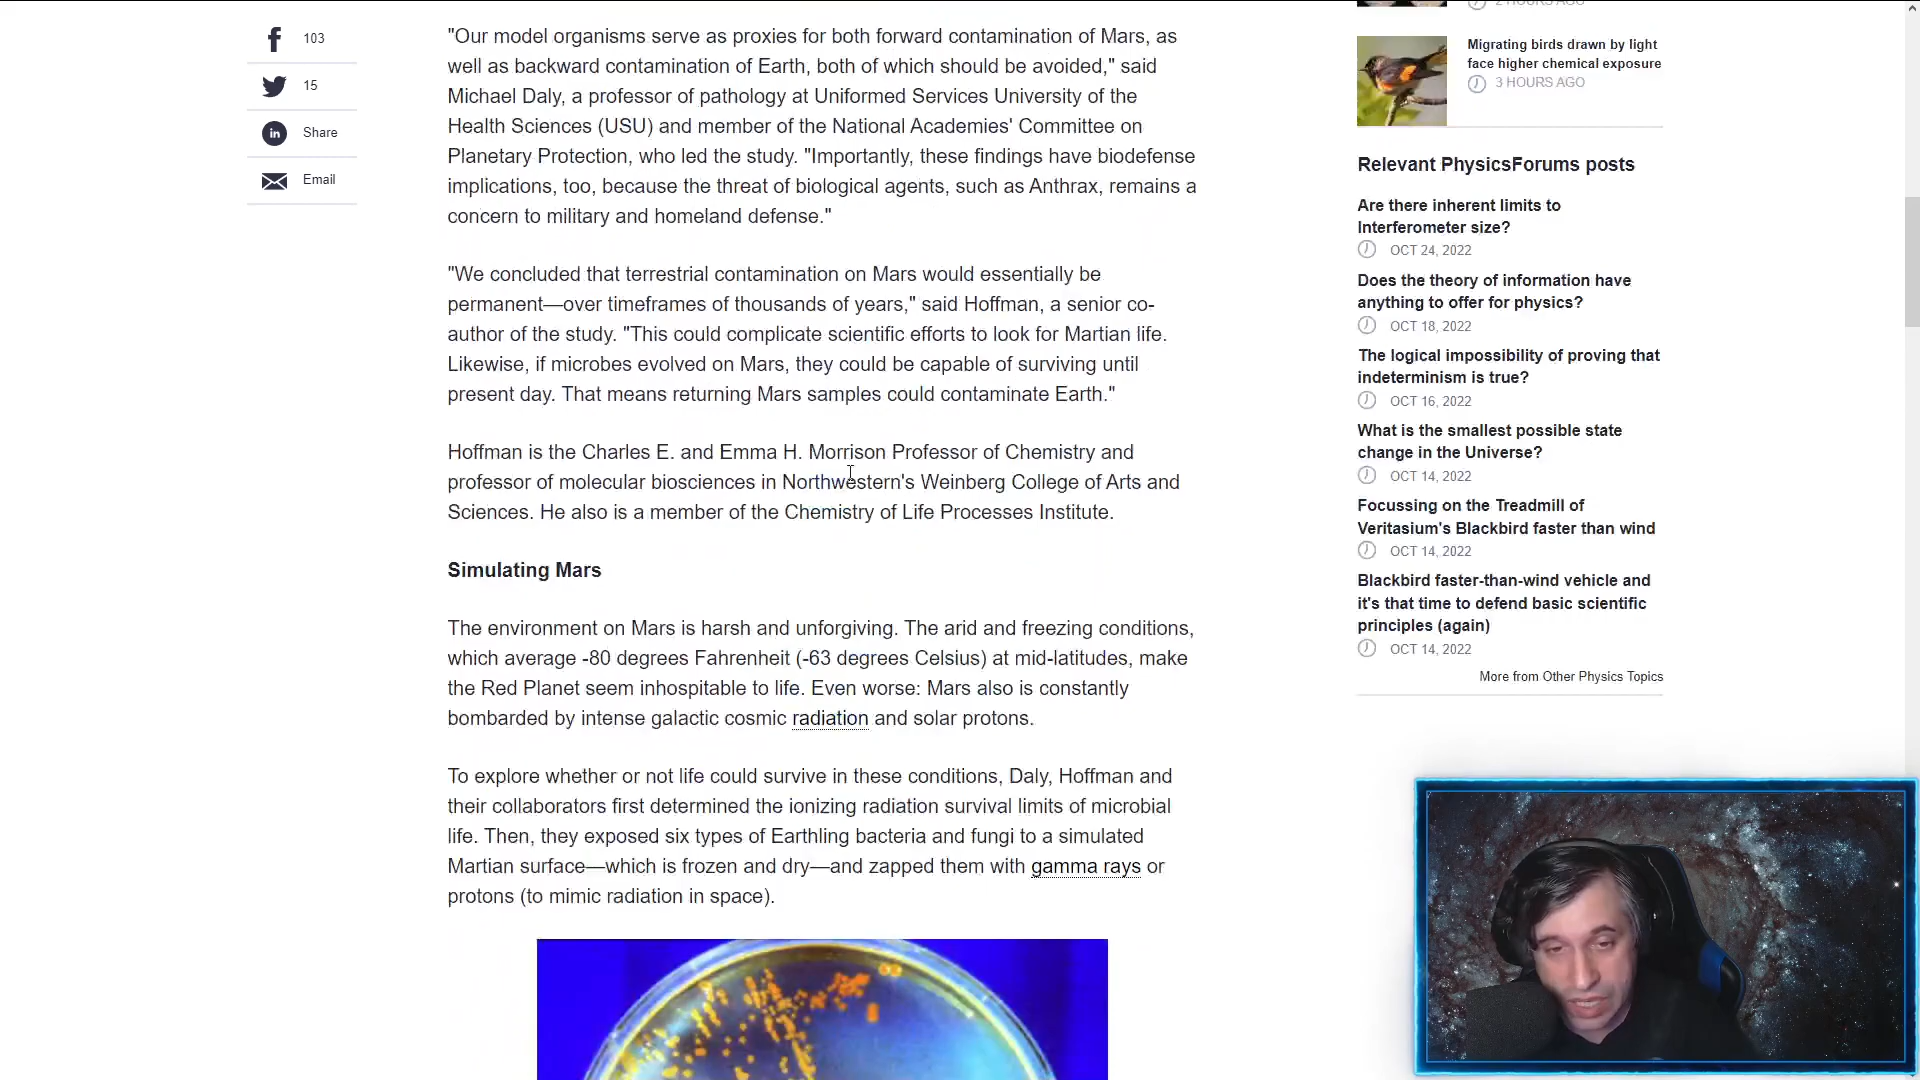 103
15
Share
Email
"Our model organisms serve as proxies for both forward contamination of Mars, as
well as backward contamination of Earth, both of which should be avoided," said
Michael Daly, a professor of pathology at Uniformed Services University of the
Health Sciences (USU) and member of the National Academies' Committee on
Planetary Protection, who led the study. "Importantly, these findings have biodefense
implications, too, because the threat of biological agents, such as Anthrax, remains a
concern to military and homeland defense."
"We concluded that terrestrial contamination on Mars would essentially be
permanent—over timeframes of thousands of years," said Hoffman, a senior co-
author of the study. "This could complicate scientific efforts to look for Martian life.
Likewise, if microbes evolved on Mars, they could be capable of surviving until
present day. That means returning Mars samples could contaminate Earth."
Hoffman is the Charles E. and Emma H. Morrison Professor of Chemistry and
professor of molecular biosciences in Northwestern's Weinberg College of Arts and
Sciences. He also is a member of the Chemistry of Life Processes Institute.
Simulating Mars
The environment on Mars is harsh and unforgiving. The arid and freezing conditions,
which average -80 degrees Fahrenheit (-63 degrees Celsius) at mid-latitudes, make
the Red Planet seem inhospitable to life. Even worse: Mars also is constantly
bombarded by intense galactic cosmic radiation and solar protons.
To explore whether or not life could survive in these conditions, Daly, Hoffman and
their collaborators first determined the ionizing radiation survival limits of microbial
life. Then, they exposed six types of Earthling bacteria and fungi to a simulated
Martian surface—which is frozen and dry—and zapped them with gamma rays or
protons (to mimic radiation in space).
2 HOURS AGO
Migrating birds drawn by light
face higher chemical exposure
3 HOURS AGO
Relevant PhysicsForums posts
Are there inherent limits to
Interferometer size?
OCT 24, 2022
Does the theory of information have
anything to offer for physics?
OCT 18, 2022
The logical impossibility of proving that
indeterminism is true?
OCT 16, 2022
What is the smallest possible state
change in the Universe?
OCT 14, 2022
Focussing on the Treadmill of
Veritasium's Blackbird faster than wind
OCT 14, 2022
Blackbird faster-than-wind vehicle and
it's that time to defend basic scientific
principles (again)
OCT 14, 2022
More from Other Physics Topics